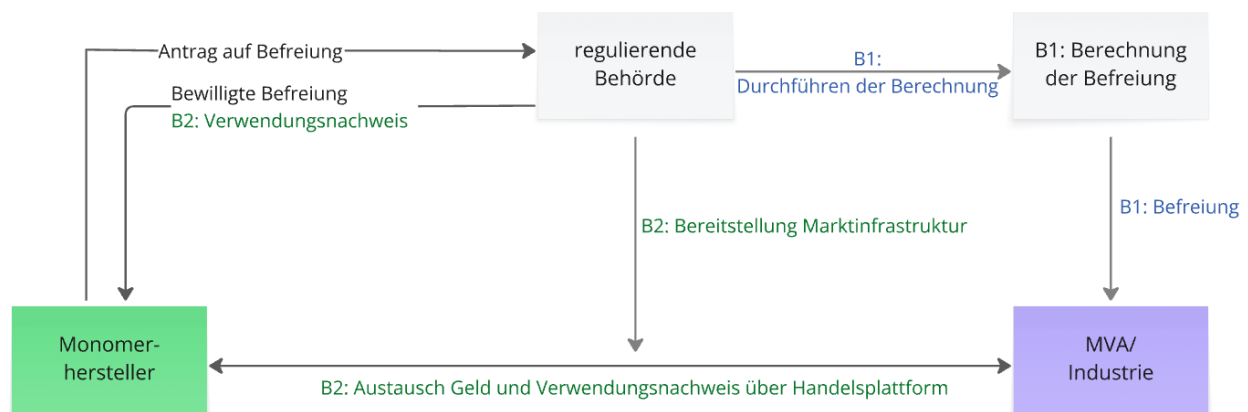 Antrag auf Befreiung
regulierende
Behörde
B1:
Durchführen der Berechnung
B1: Berechnung
der Befreiung
Bewilligte Befreiung
B2: Verwendungsnachweis
B1: Befreiung
B2: Bereitstellung Marktinfrastruktur
Monomer-
hersteller
MVA/
Industrie
B2: Austausch Geld und Verwendungsnachweis über Handelsplattform